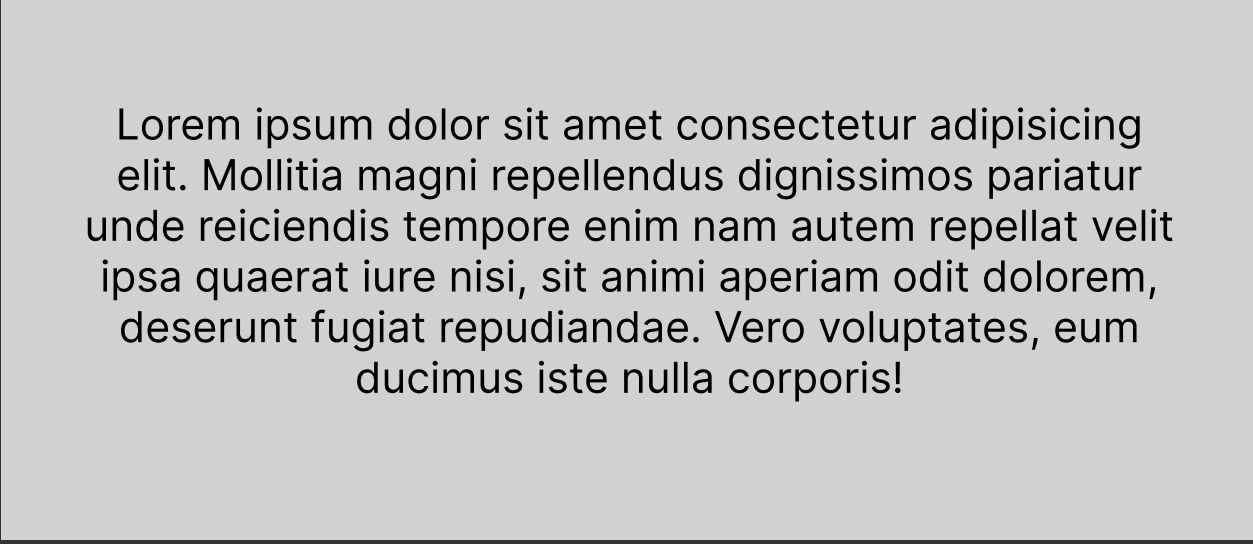 Lorem ipsum dolor sit amet consectetur adipisicing
elit. Mollitia magni repellendus dignissimos pariatur
unde reiciendis tempore enim nam autem repellat velit
ipsa quaerat iure nisi, sit animi aperiam odit dolorem,
deserunt fugiat repudiandae. Vero voluptates, eum
ducimus iste nulla corporis!